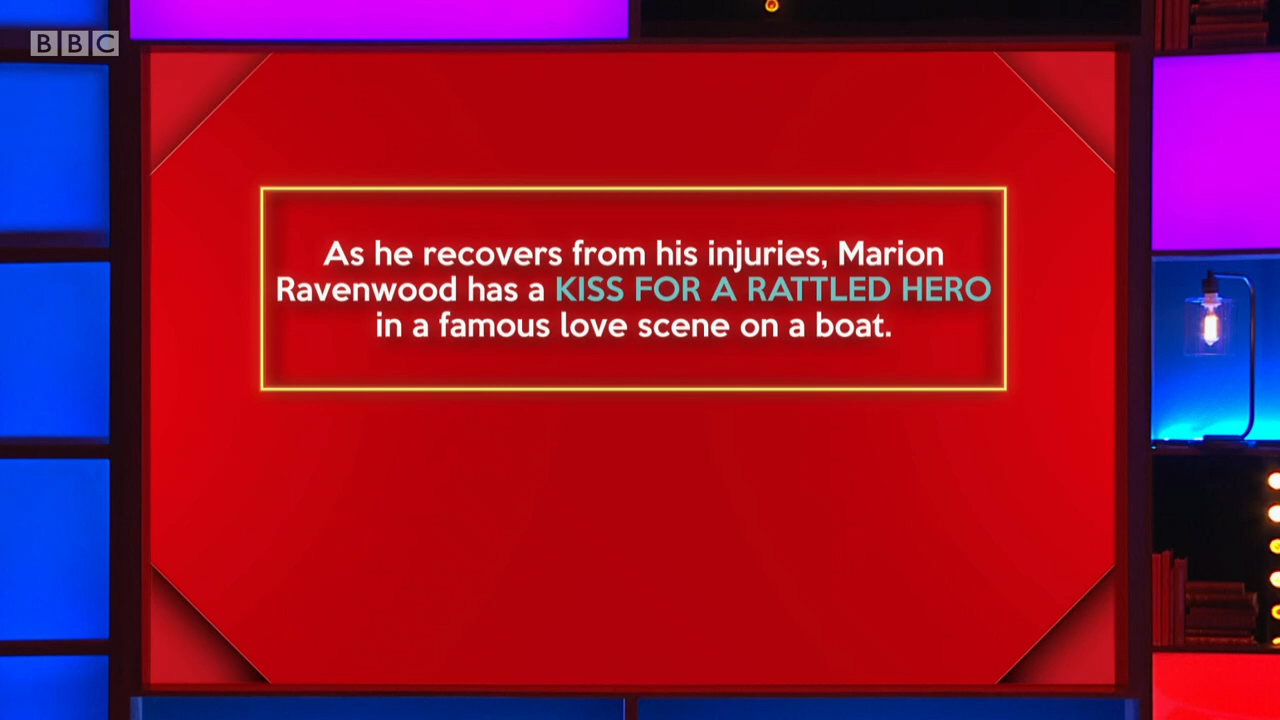 BBC
As he recovers from his injuries, Marion
Ravenwood has a KISS FOR A RATTLED HERO
in a famous love scene on a boat.